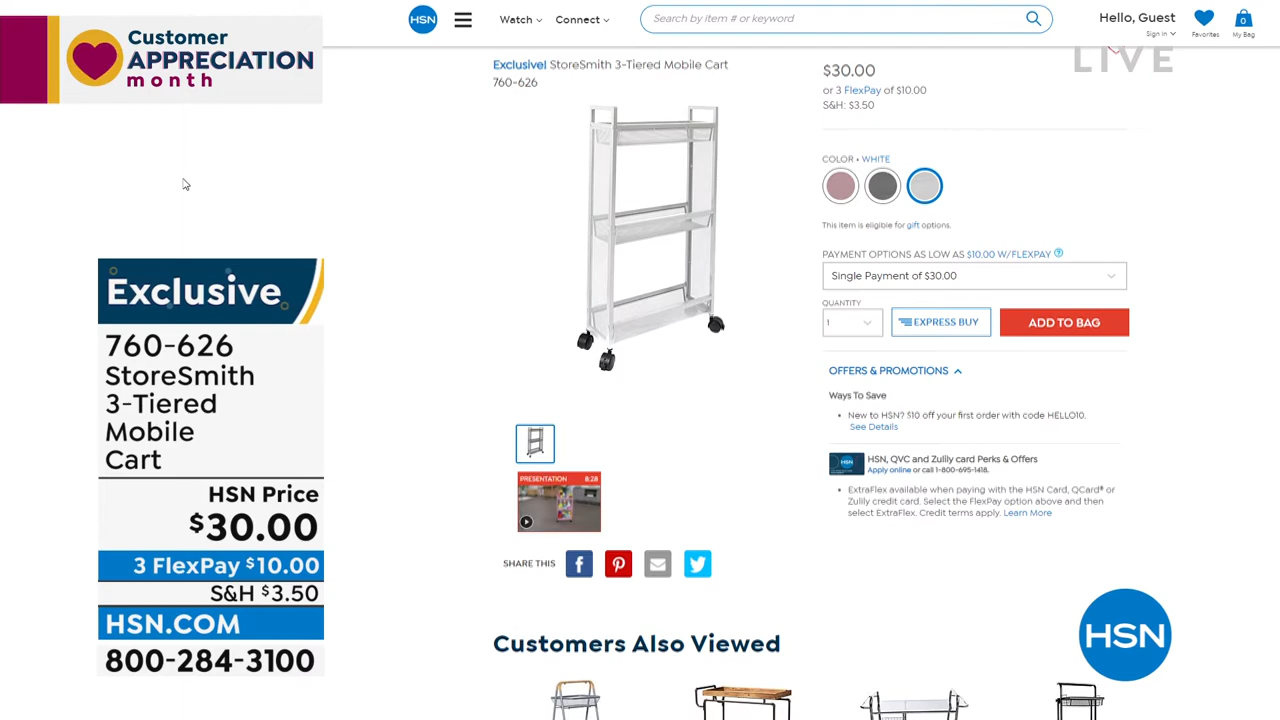 Customer
APPRECIATION
month
HSN
Watch
Connect
Search by item # or keyword
Hello, Guest
Sign In
Favorites
0
My Bag
LIVE
Exclusive! StoreSmith 3-Tiered Mobile Cart
760-626
$30.00
or 3 FlexPay of $10.00
S&H: $3.50
COLOR • WHITE
This item is eligible for gift options.
PAYMENT OPTIONS AS LOW AS $10.00 W/FLEXPAY ?
Single Payment of $30.00
QUANTITY
1
EXPRESS BUY
ADD TO BAG
OFFERS & PROMOTIONS
Ways To Save
• New to HSN? $10 off your first order with code HELLO10.
See Details
HSN
HSN, QVC and Zulily card Perks & Offers
Apply online or call 1-800-695-1418.
• ExtraFlex available when paying with the HSN Card, QCard® or
Zulily credit card. Select the FlexPay option above and then
select ExtraFlex. Credit terms apply. Learn More
PRESENTATION 8:28
SHARE THIS
Customers Also Viewed
HSN
Exclusive
760-626
StoreSmith
3-Tiered
Mobile
Cart
HSN Price
$30.00
3 FlexPay $10.00
S&H $3.50
HSN.COM
800-284-3100